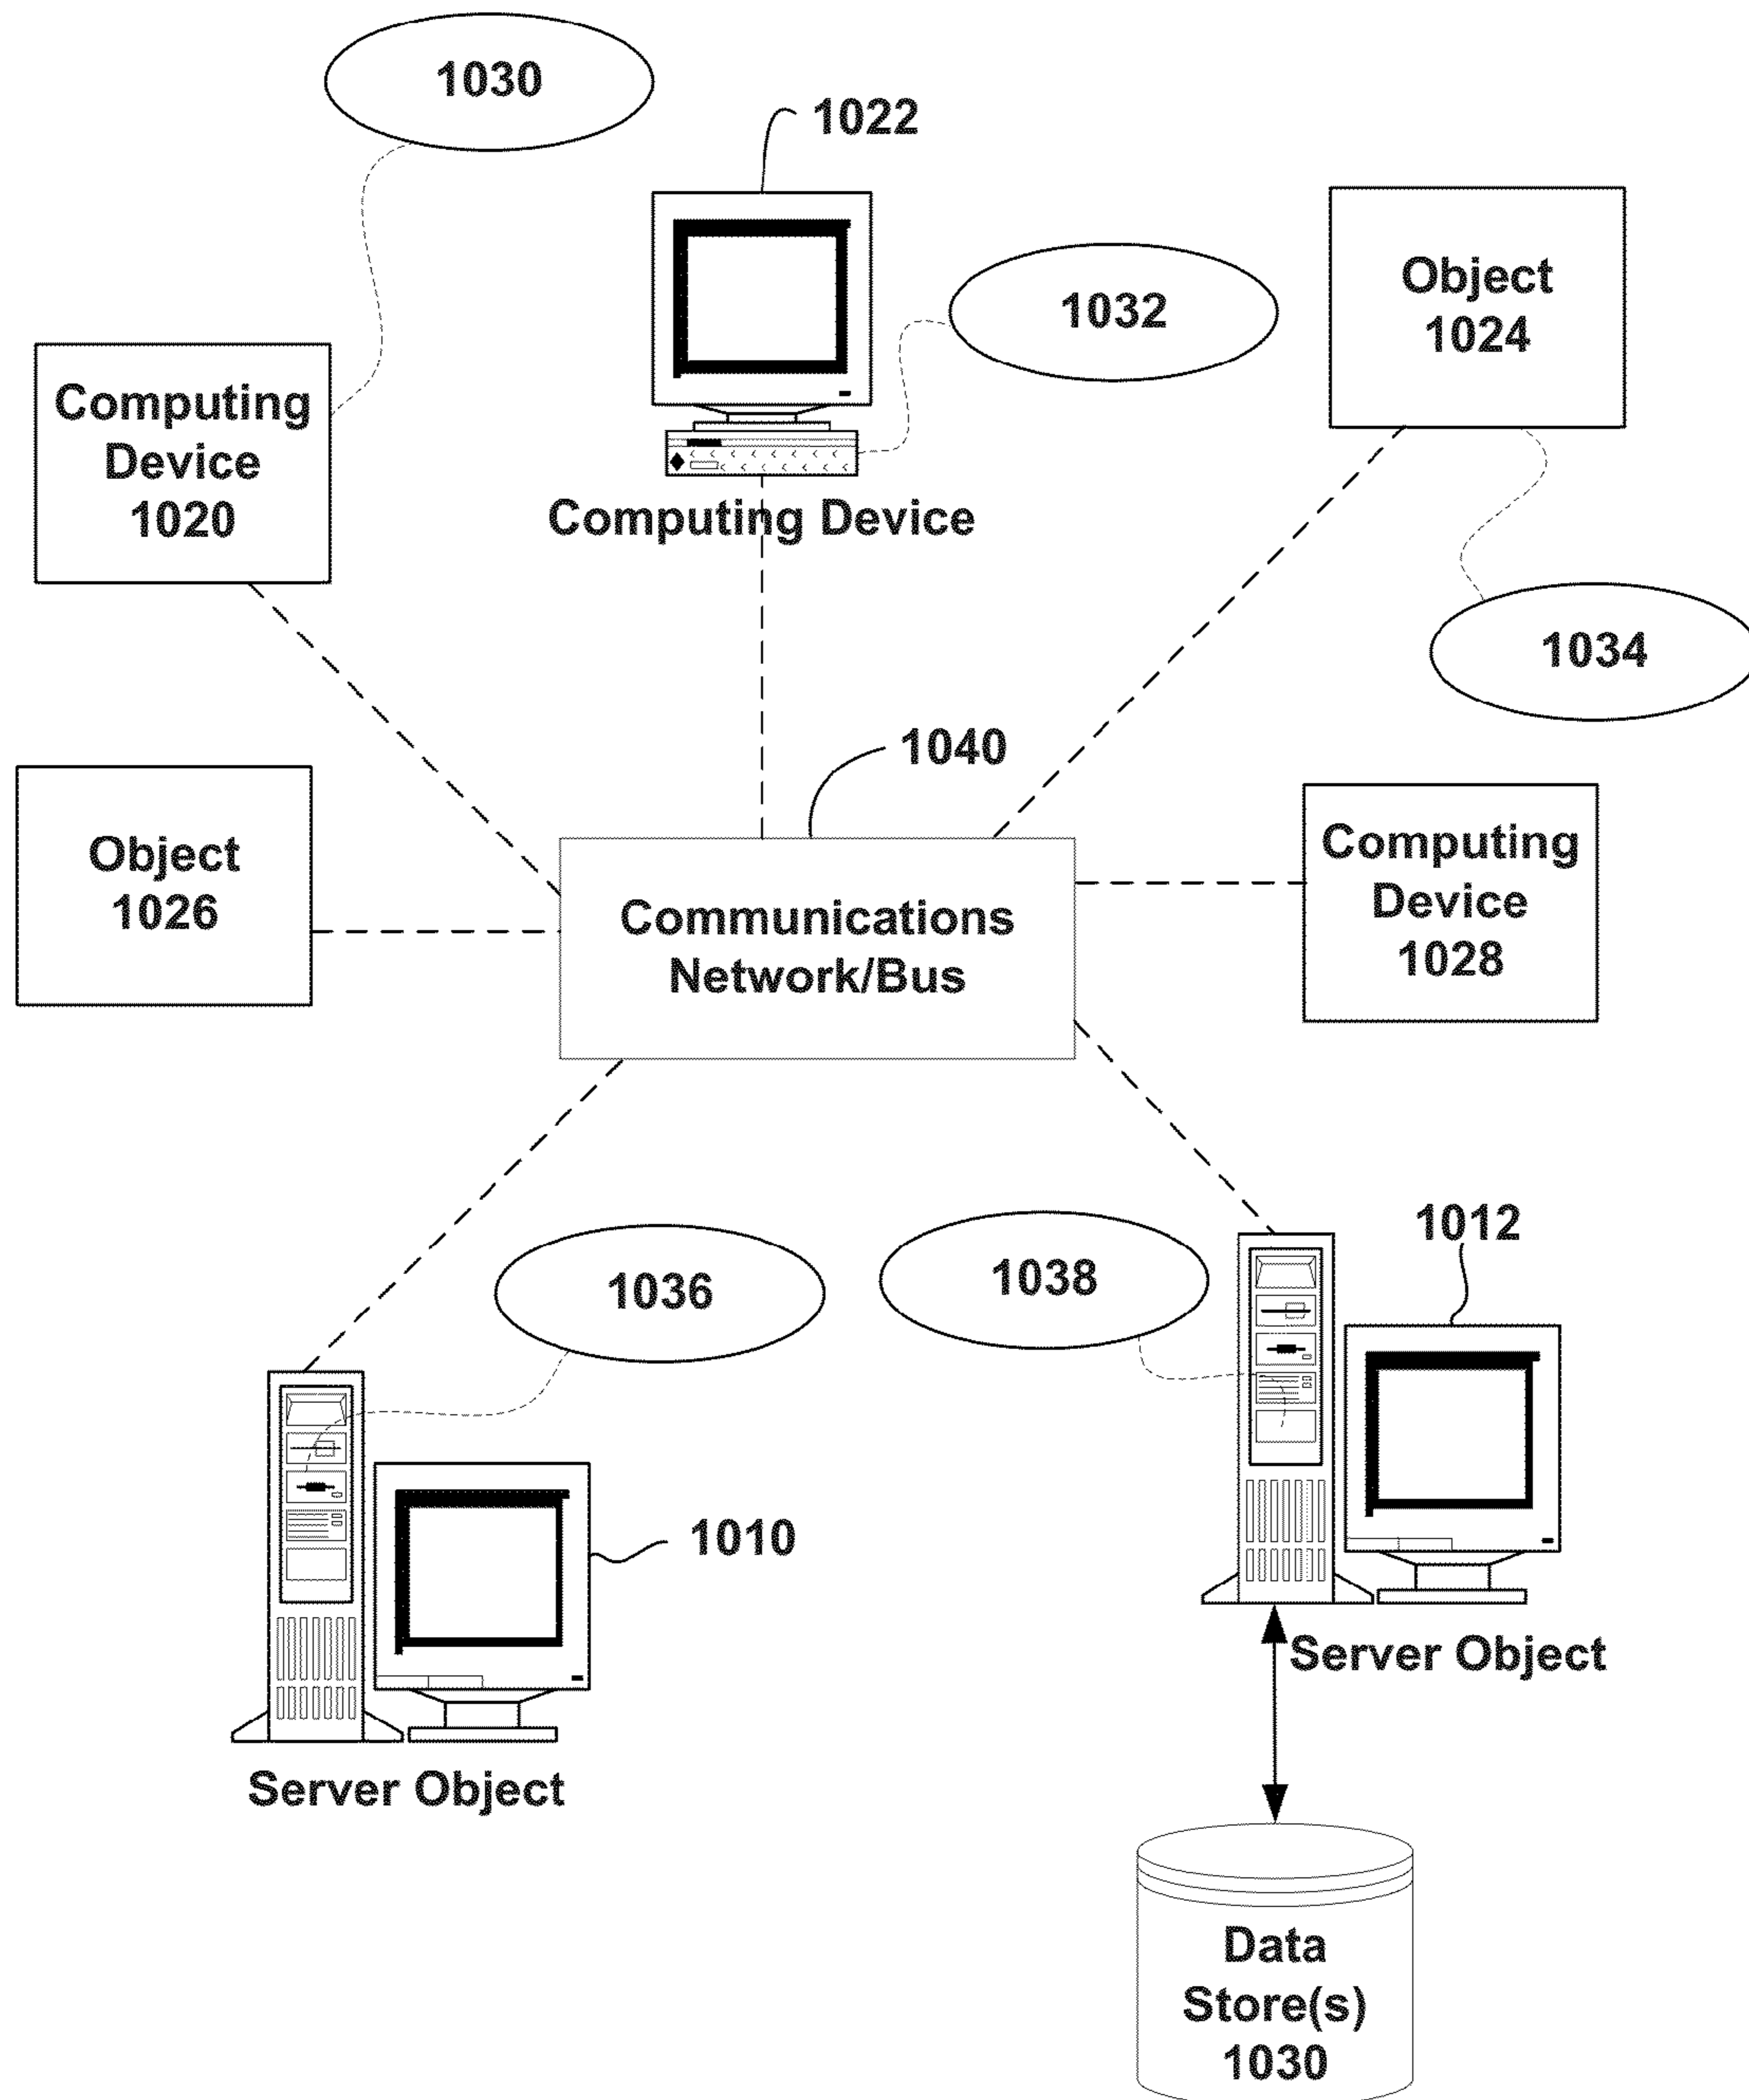 1030
1022
1032
Object
1024
Computing
Device
1020
Computing Device
1034
1040
Object
1026
Communications
Network/Bus
Computing
Device
1028
1036
1038
1012
1010
Server Object
Server Object
Data
Store(s)
1030